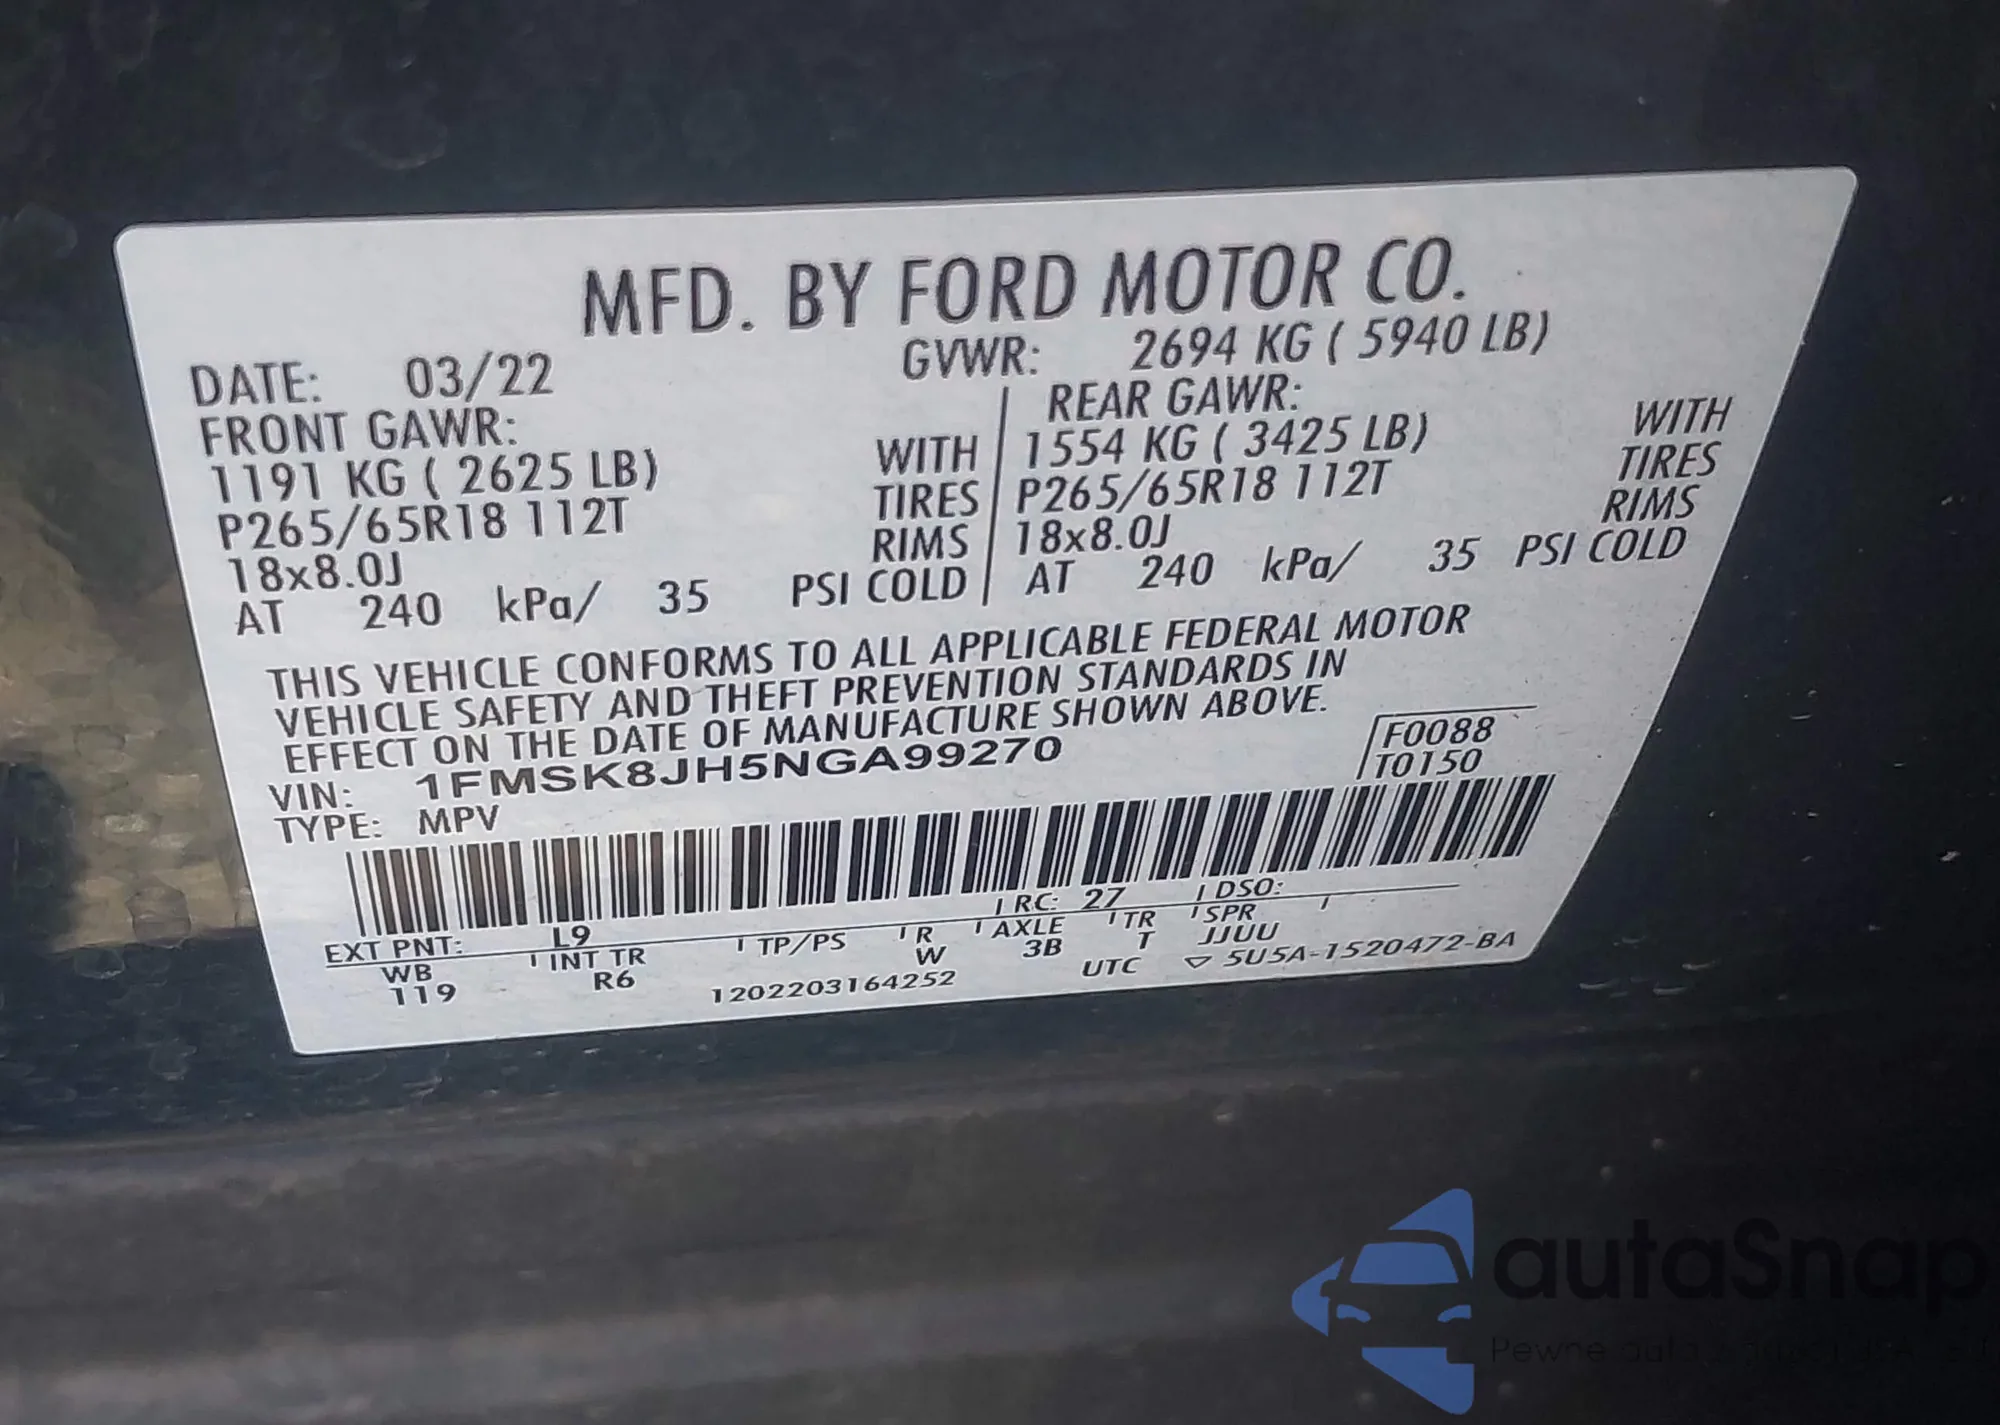 MFD. BY FORD MOTOR CO.
DATE: 03/22 GVWR: 2694 KG ( 5940 LB)
FRONT GAWR: REAR GAWR:
1191 KG ( 2625 LB) WITH 1554 KG ( 3425 LB) WITH
P265/65R18 112T TIRES P265/65R18 112T TIRES
18x8.0J RIMS 18x8.0J RIMS
AT 240 kPa/ 35 PSI COLD AT 240 kPa/ 35 PSI COLD
THIS VEHICLE CONFORMS TO ALL APPLICABLE FEDERAL MOTOR
VEHICLE SAFETY AND THEFT PREVENTION STANDARDS IN
EFFECT ON THE DATE OF MANUFACTURE SHOWN ABOVE.
VIN: 1FMSK8JH5NGA99270 F0088
TYPE: MPV T0150
EXT PNT: L9 RC: 27 DSO:
WB INT TR TP/PS R AXLE TR SPR
119 R6 W 3B T JJUU
1202203164252 UTC ▽ 5U5A-1520472-BA
autaSnap
Pewne auta